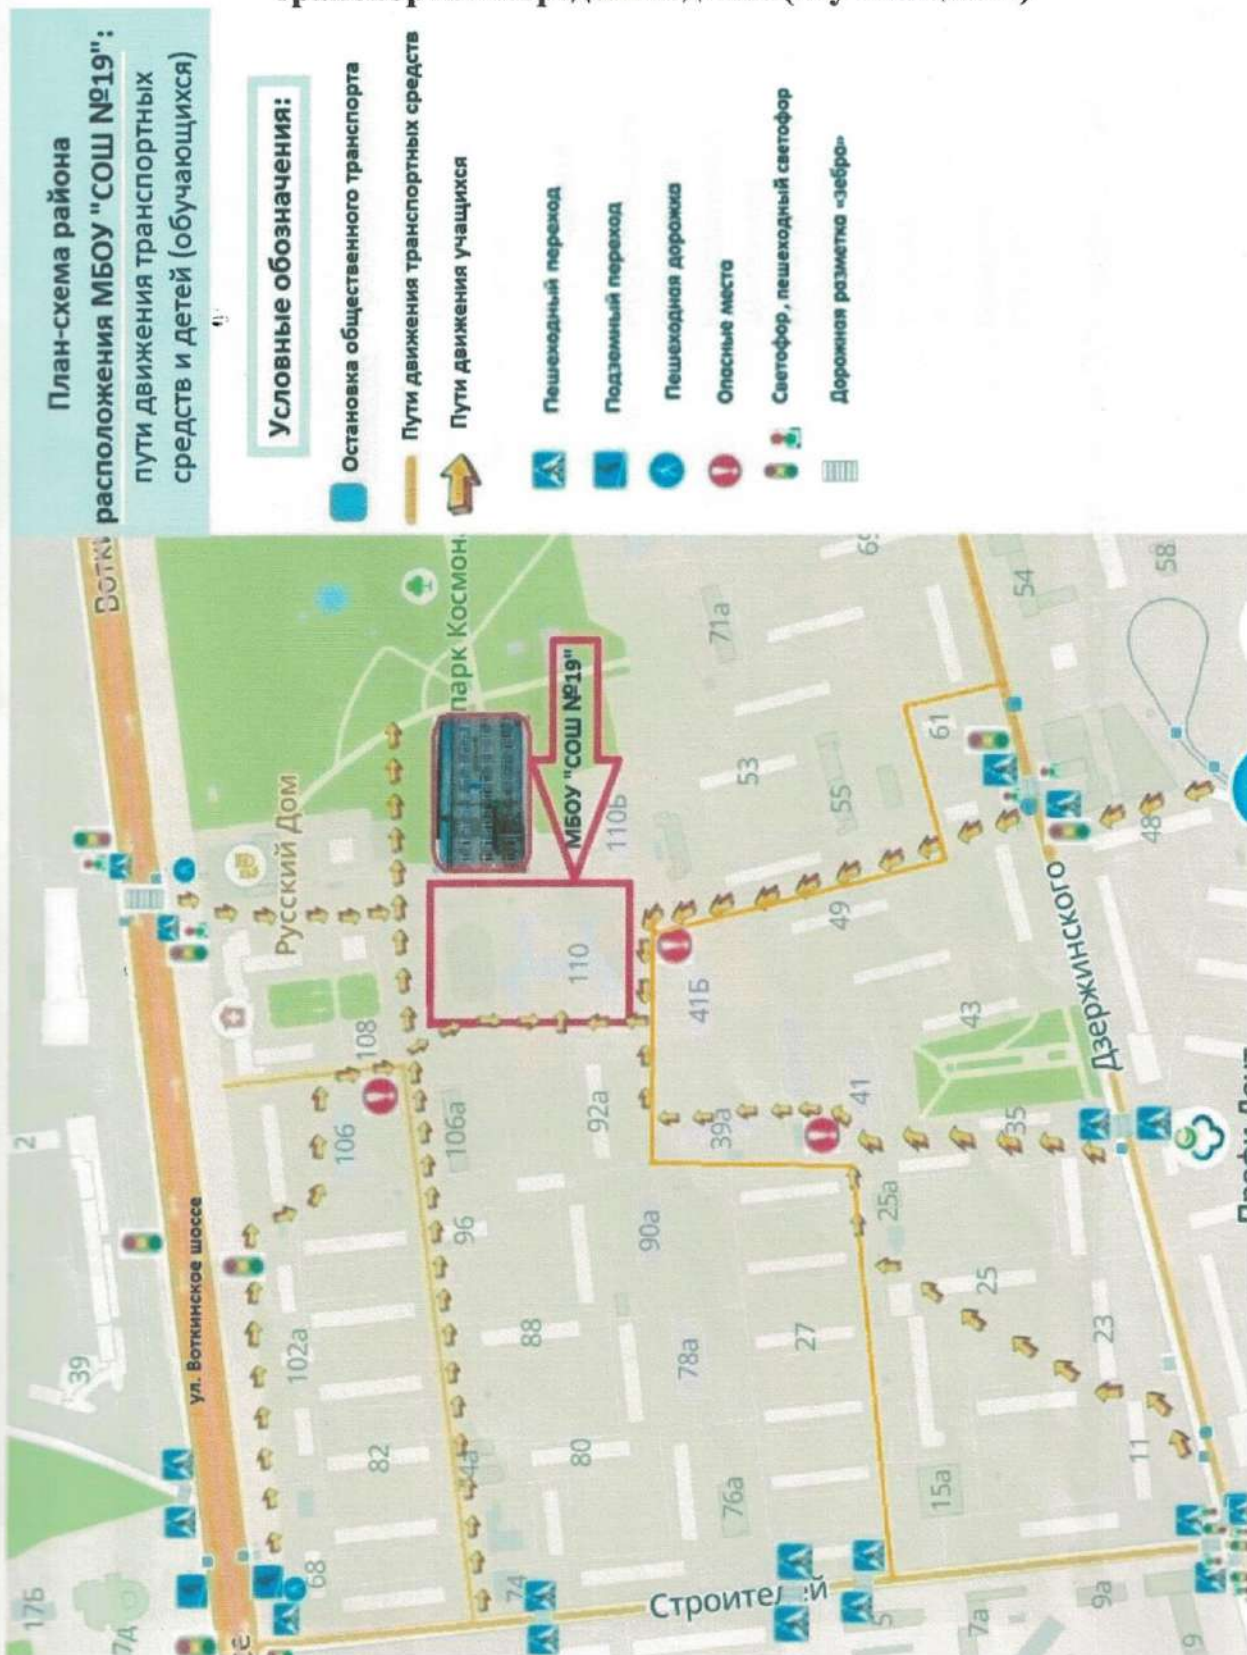 План-схема района
расположения МБОУ "СОШ №19":
пути движения транспортных
средств и детей (обучающихся)
Условные обозначения:
Остановка общественного транспорта
Пути движения транспортных средств
Пути движения учащихся
Пешеходный переход
Подземный переход
Пешеходная дорожка
Опасные место
Светофор, пешеходный светофор
Дорожная разметка «зебра»
Вотки
ул. Воткинское шоссе
парк Космон
Русский Дом
МБОУ "СОШ №19"
Дзержинского
Строите
й
17Б
7д
39
2
68
82
102а
106
108
74
96
106а
80
88
92а
110
110Б
76а
78а
90а
39а
41Б
71а
53
55
61
69
54
58
49
48
43
41
35
27
25а
25
23
15а
11
5
7а
9а
9